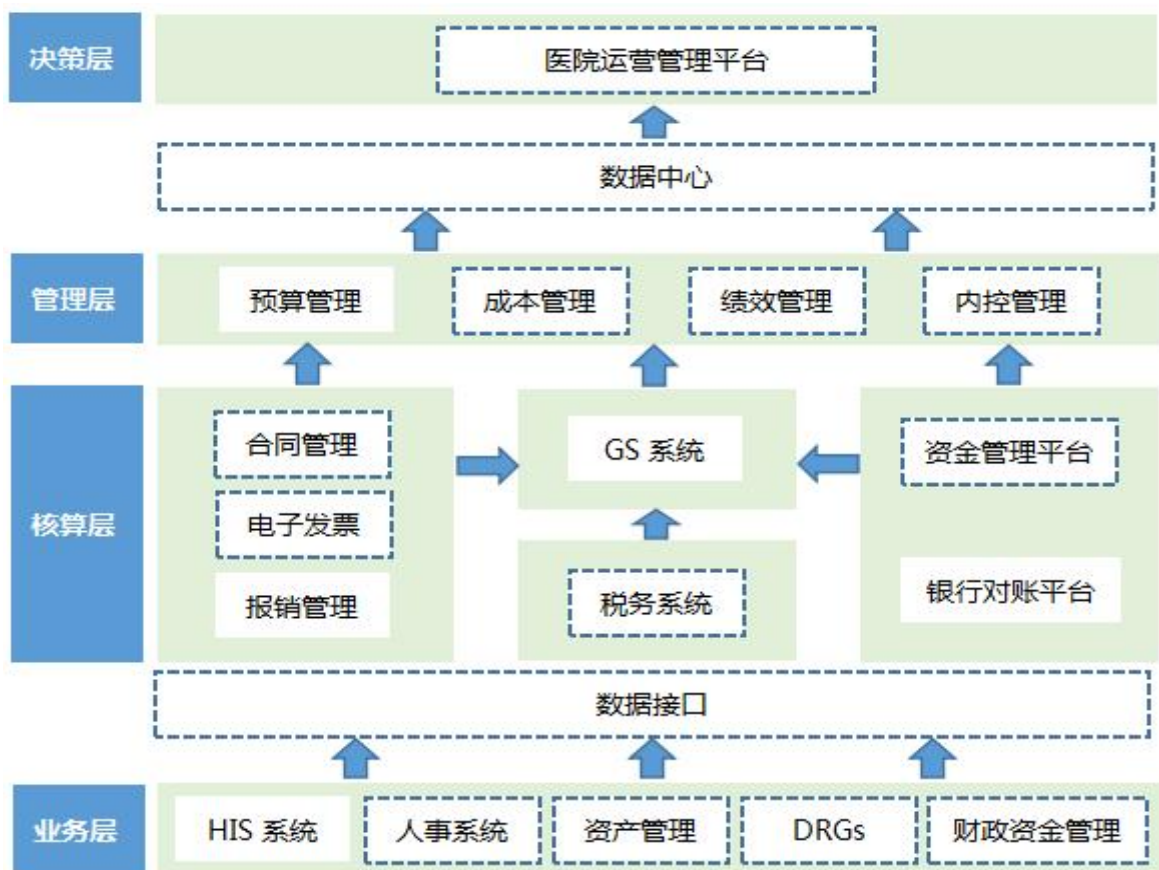 决策层
医院运营管理平台
数据中心
管理层
预算管理
成本管理
绩效管理
内控管理
核算层
合同管理
电子发票
报销管理
GS 系统
税务系统
资金管理平台
银行对账平台
数据接口
业务层
HIS 系统
人事系统
资产管理
DRGs
财政资金管理